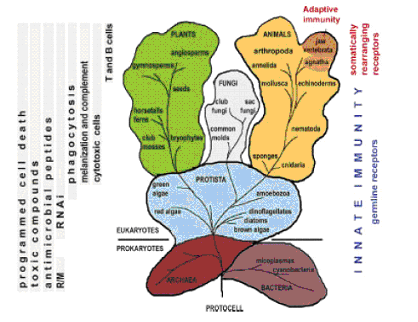 programmed cell death
toxic compounds
antimicrobial peptides
R/M
RNAi
phagocytosis
melanization and complement
cytotoxic cells
T and B cells
PLANTS
angiosperms
gymnosperms
seeds
horsetails
ferns
club
mosses
bryophytes
FUNGI
club
fungi
sac
fungi
common
molds
ANIMALS
arthropoda
jaw
vertebrata
agnatha
annelida
mollusca
echinoderms
nematoda
sponges
cnidaria
PROTISTA
green
algae
red algae
amoebozoa
dinoflagellates
diatoms
brown algae
EUKARYOTES
PROKARYOTES
ARCHAEA
micoplasmas
cyanobacteria
BACTERIA
PROTOCELL
Adaptive
immunity
somatically
rearranging
receptors
INNATE IMMUNITY
germline receptors